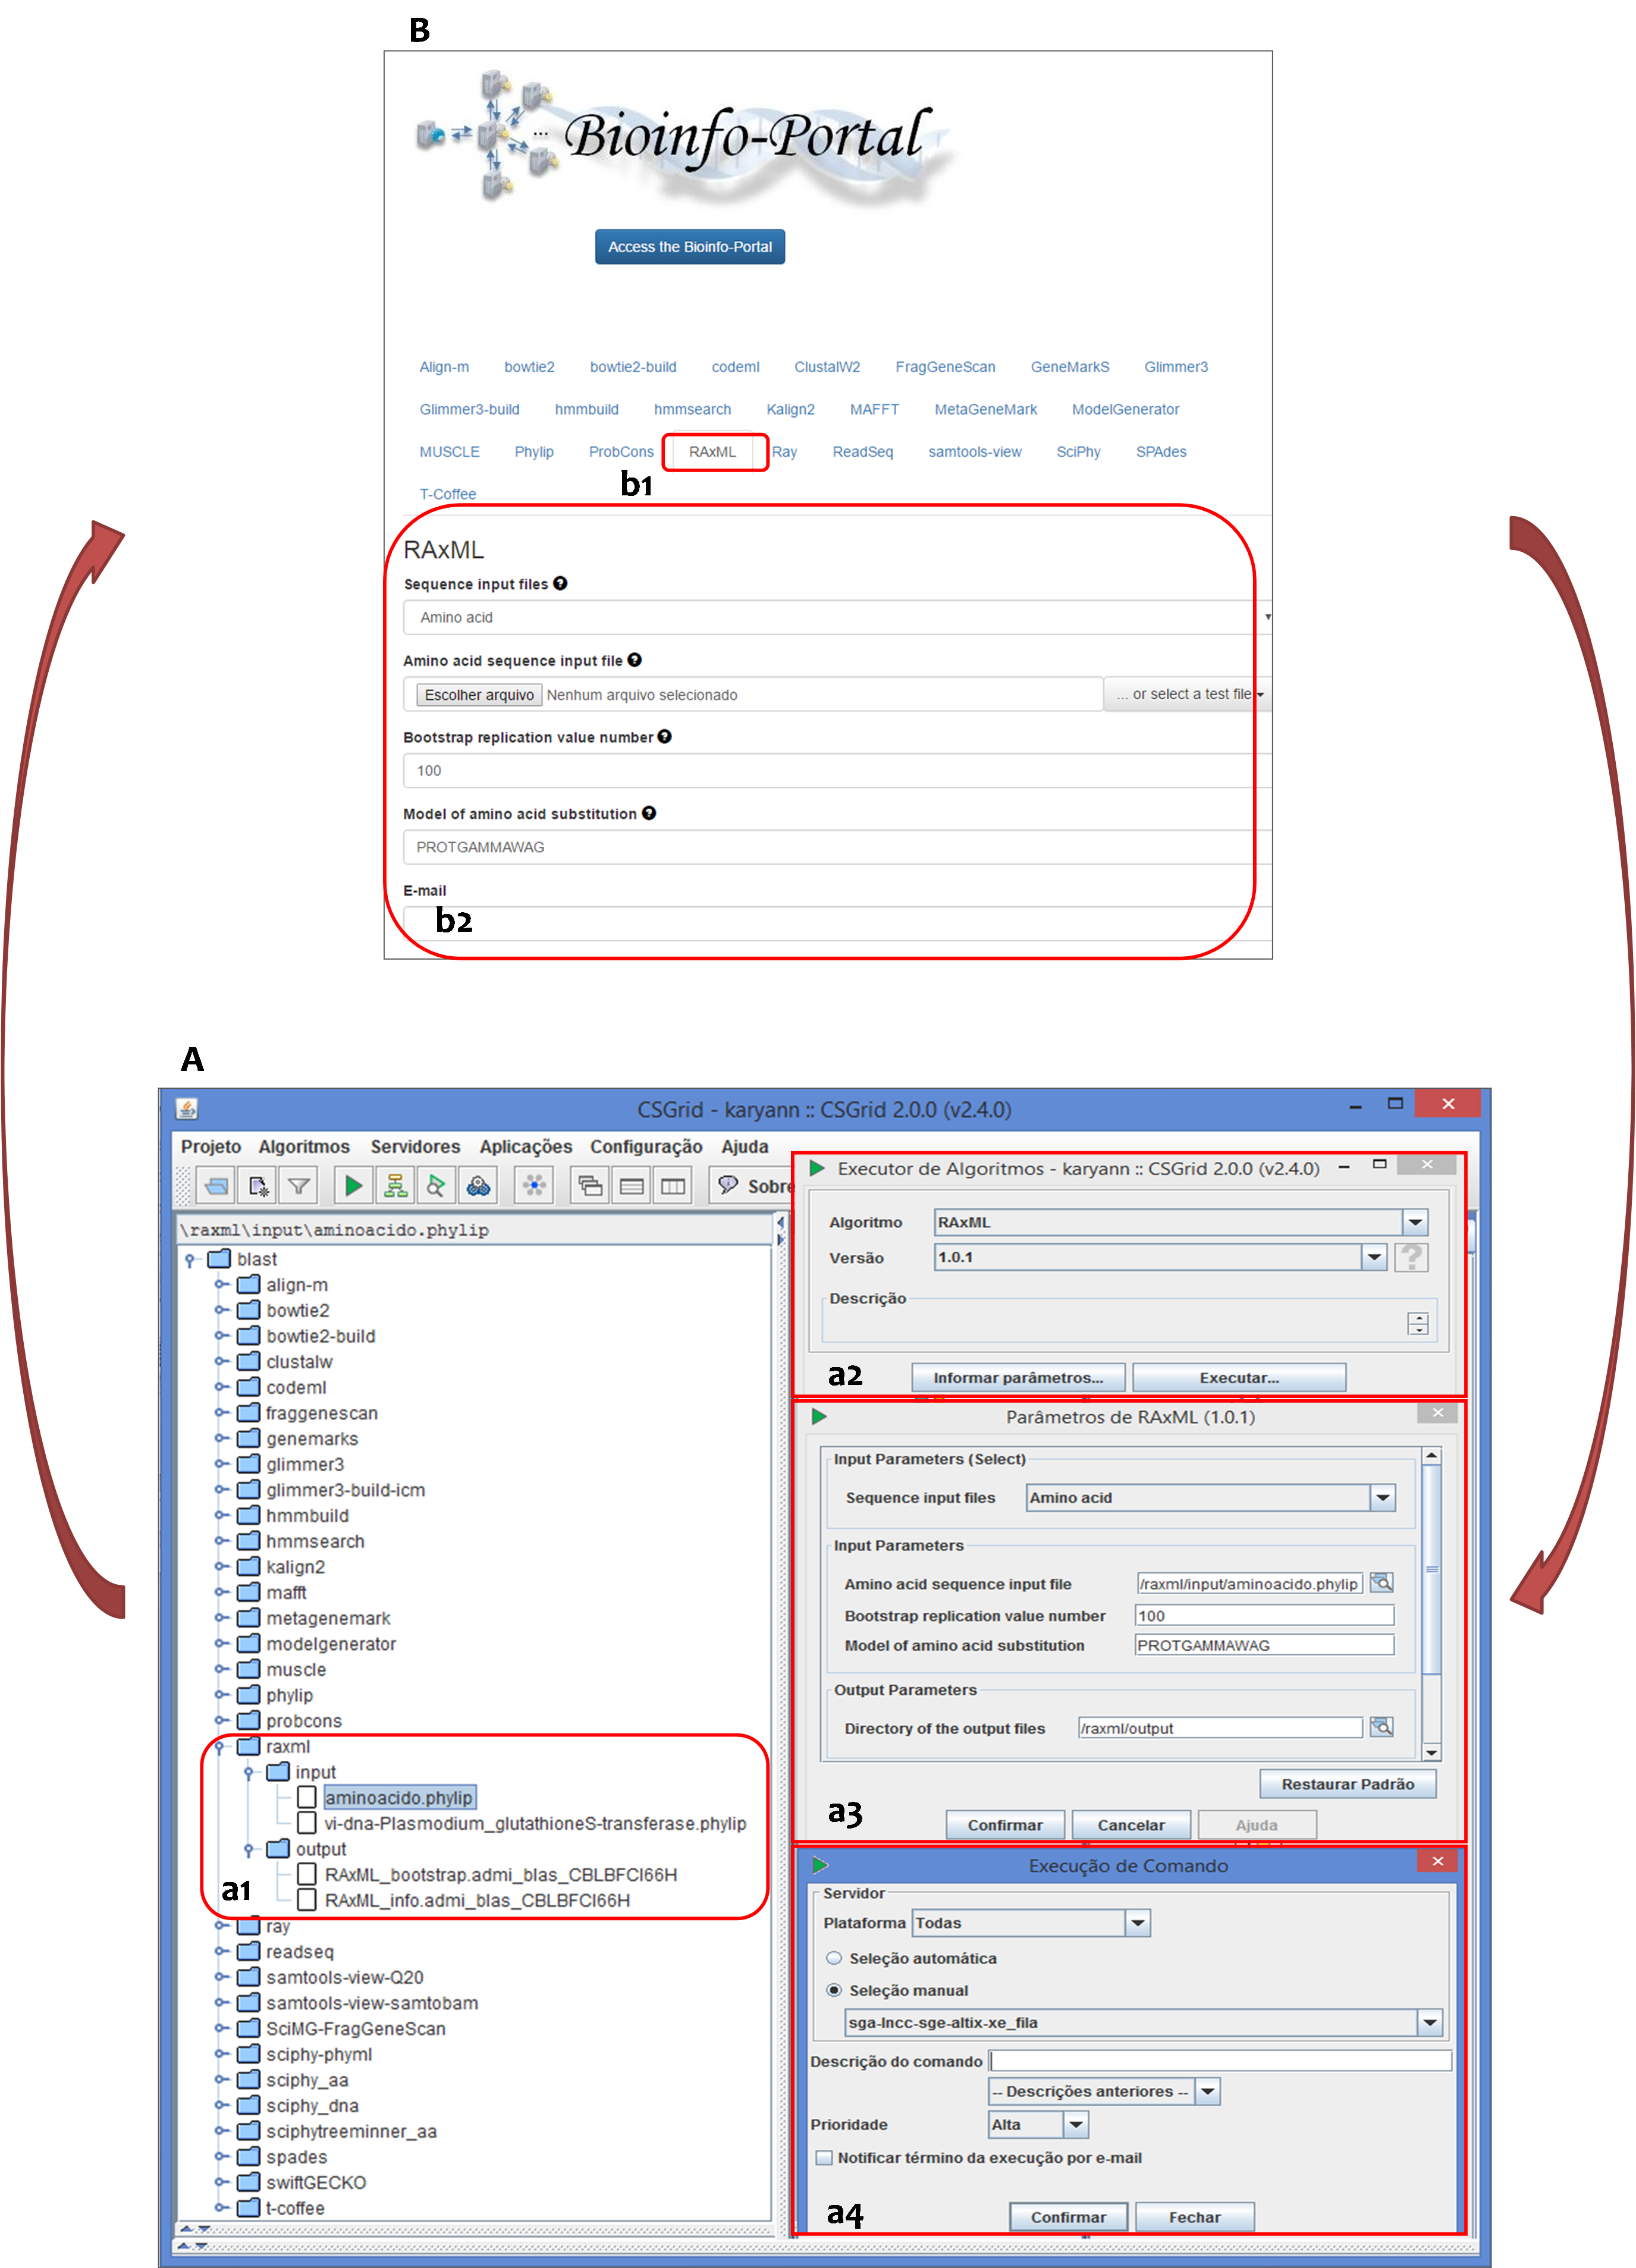 B
Bioinfo-Portal
...
Access the Bioinfo-Portal
Align-m bowtie2 bowtie2-build codeml ClustalW2 FragGeneScan GeneMarkS Glimmer3
Glimmer3-build hmmbuild hmmsearch Kalign2 MAFFT MetaGeneMark ModelGenerator
MUSCLE Phylip ProbCons RAxML Ray ReadSeq samtools-view SciPhy SPAdes
b1
T-Coffee
RAxML
Sequence input files ?
Amino acid
Amino acid sequence input file ?
Escolher arquivo Nenhum arquivo selecionado ... or select a test file
Bootstrap replication value number ?
100
Model of amino acid substitution ?
PROTGAMMAWAG
E-mail
b2
A
CSGrid - karyann :: CSGrid 2.0.0 (v2.4.0)
Projeto Algoritmos Servidores Aplicações Configuração Ajuda
Sobre
\raxml\input\aminoacido.phylip
blast
align-m
bowtie2
bowtie2-build
clustalw
codeml
fraggenescan
genemarks
glimmer3
glimmer3-build-icm
hmmbuild
hmmsearch
kalign2
mafft
metagenemark
modelgenerator
muscle
phylip
probcons
raxml
input
aminoacido.phylip
vi-dna-Plasmodium_glutathioneS-transferase.phylip
output
RAxML_bootstrap.admi_blas_CBLBFCI66H
a1
RAxML_info.admi_blas_CBLBFCI66H
ray
readseq
samtools-view-Q20
samtools-view-samtobam
SciMG-FragGeneScan
sciphy-phyml
sciphy_aa
sciphy_dna
sciphytreeminner_aa
spades
swiftGECKO
t-coffee
Executor de Algoritmos - karyann :: CSGrid 2.0.0 (v2.4.0)
Algoritmo RAxML
Versão 1.0.1 ?
Descrição
a2
Informar parâmetros... Executar...
Parâmetros de RAxML (1.0.1)
Input Parameters (Select)
Sequence input files Amino acid
Input Parameters
Amino acid sequence input file /raxml/input/aminoacido.phylip
Bootstrap replication value number 100
Model of amino acid substitution PROTGAMMAWAG
Output Parameters
Directory of the output files /raxml/output
Restaurar Padrão
a3
Confirmar Cancelar Ajuda
Execução de Comando
Servidor
Plataforma Todas
Seleção automática
Seleção manual
sga-lncc-sge-altix-xe_fila
Descrição do comando
-- Descrições anteriores --
Prioridade Alta
Notificar término da execução por e-mail
a4
Confirmar Fechar